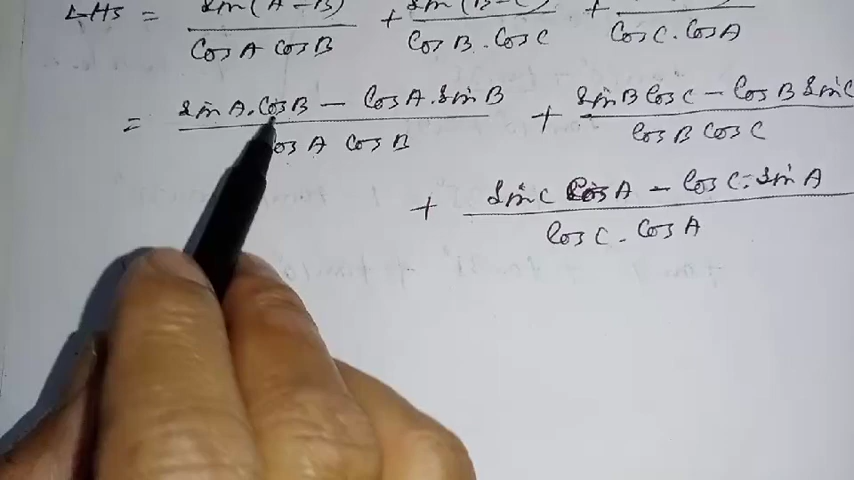 LHS = sin(A-B) + sin(B-C) +
cosA cosB cosB.cosC cosC.cosA
= sinA.cosB - cosA.sinB + sinB cosC - cosB sinC
cosA cosB cosB cosC
+ sinC cosA - cosC.sinA
cosC.cosA